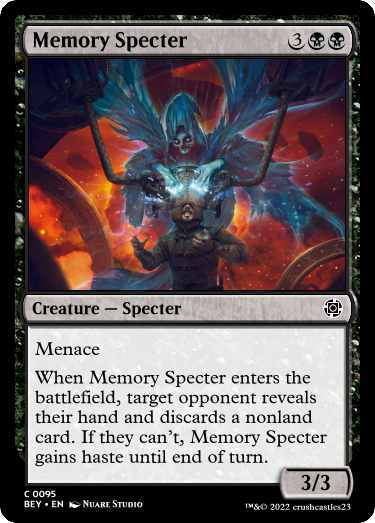 Memory Specter 3
Creature — Specter
Menace
When Memory Specter enters the
battlefield, target opponent reveals
their hand and discards a nonland
card. If they can't, Memory Specter
gains haste until end of turn.
3/3
C 0095
BEY • EN Nuare Studio
™&© 2022 crushcastles23